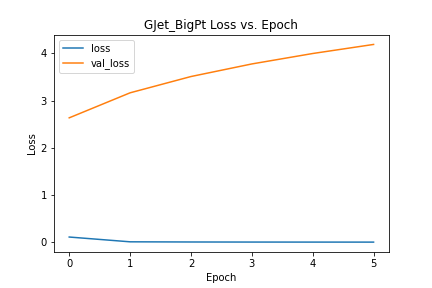 GJet_BigPt Loss vs. Epoch
loss
val_loss
4
3
2
1
0
Loss
0 1 2 3 4 5
Epoch